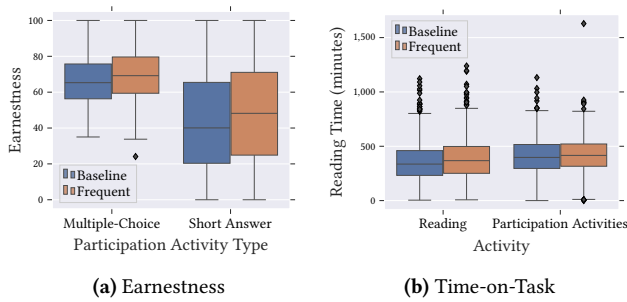 100
80
60
40
20
0
Earnestness
Baseline
Frequent
Multiple-Choice Short Answer
Participation Activity Type
(a) Earnestness
Baseline
Frequent
1,500
1,000
500
0
Reading Time (minutes)
Reading Participation Activities
Activity
(b) Time-on-Task